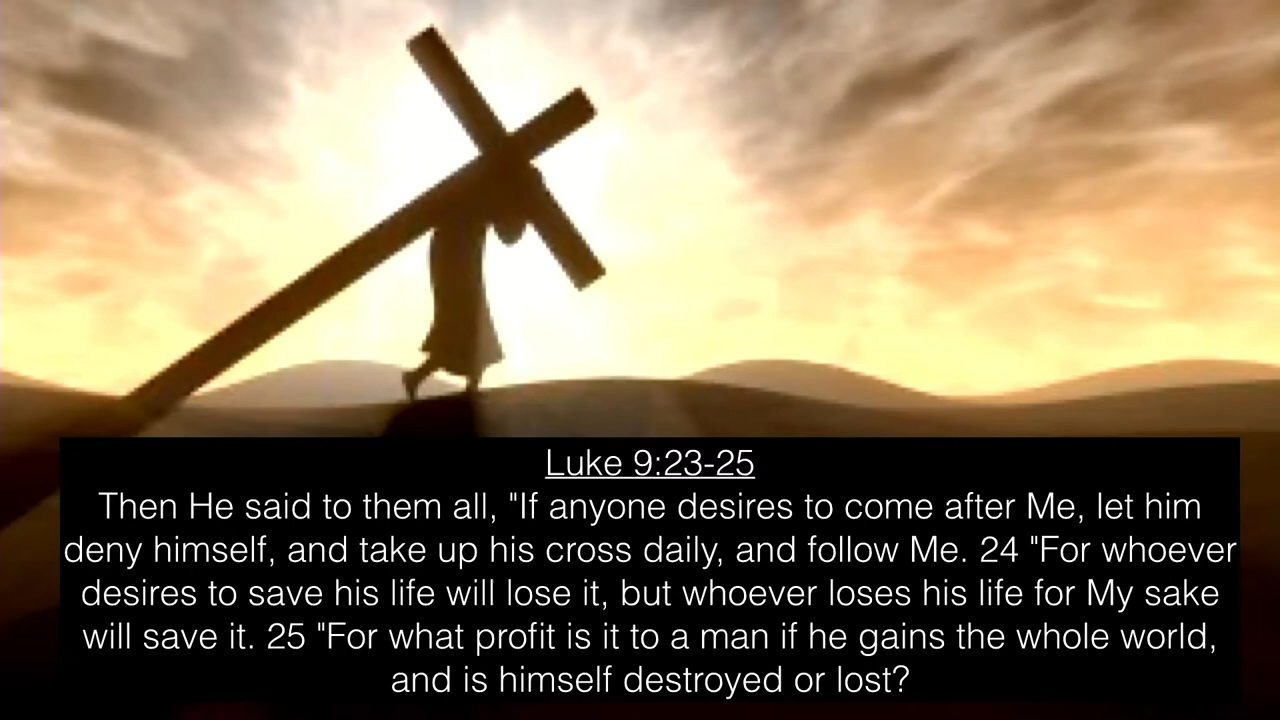 Luke 9:23-25
Then He said to them all, "If anyone desires to come after Me, let him
deny himself, and take up his cross daily, and follow Me. 24 "For whoever
desires to save his life will lose it, but whoever loses his life for My sake
will save it. 25 "For what profit is it to a man if he gains the whole world,
and is himself destroyed or lost?